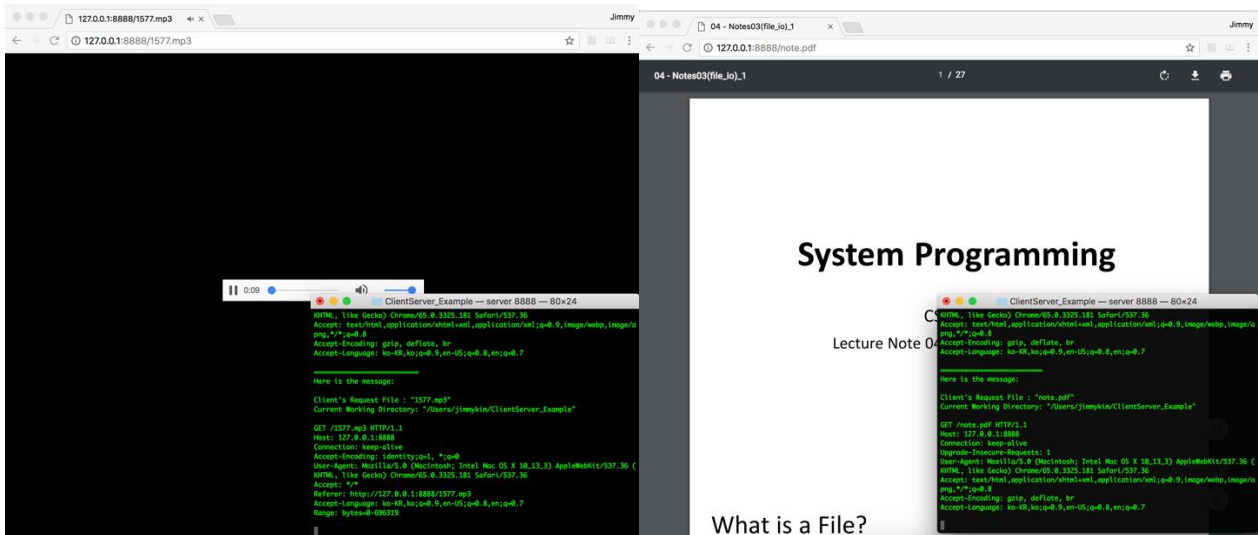 127.0.0.1:8888/1577.mp3
Jimmy
127.0.0.1:8888/1577.mp3
0:09
ClientServer_Example — server 8888 — 80×24
KHTML, like Gecko) Chrome/65.0.3325.181 Safari/537.36
Accept: text/html,application/xhtml+xml,application/xml;q=0.9,image/webp,image/a
png,*/*;q=0.8
Accept-Encoding: gzip, deflate, br
Accept-Language: ko-KR,ko;q=0.9,en-US;q=0.8,en;q=0.7
==========================
Here is the message:
Client's Request File : "1577.mp3"
Current Working Directory: "/Users/jimmykim/ClientServer_Example"
GET /1577.mp3 HTTP/1.1
Host: 127.0.0.1:8888
Connection: keep-alive
Accept-Encoding: identity;q=1, *;q=0
User-Agent: Mozilla/5.0 (Macintosh; Intel Mac OS X 10_13_3) AppleWebKit/537.36 (
KHTML, like Gecko) Chrome/65.0.3325.181 Safari/537.36
Accept: */*
Referer: http://127.0.0.1:8888/1577.mp3
Accept-Language: ko-KR,ko;q=0.9,en-US;q=0.8,en;q=0.7
Range: bytes=0-696319
04 - Notes03(file_io)_1
Jimmy
127.0.0.1:8888/note.pdf
04 - Notes03(file_io)_1
1 / 27
System Programming
CS
Lecture Note 04
What is a File?
ClientServer_Example — server 8888 — 80×24
KHTML, like Gecko) Chrome/65.0.3325.181 Safari/537.36
Accept: text/html,application/xhtml+xml,application/xml;q=0.9,image/webp,image/a
png,*/*;q=0.8
Accept-Encoding: gzip, deflate, br
Accept-Language: ko-KR,ko;q=0.9,en-US;q=0.8,en;q=0.7
==========================
Here is the message:
Client's Request File : "note.pdf"
Current Working Directory: "/Users/jimmykim/ClientServer_Example"
GET /note.pdf HTTP/1.1
Host: 127.0.0.1:8888
Connection: keep-alive
Upgrade-Insecure-Requests: 1
User-Agent: Mozilla/5.0 (Macintosh; Intel Mac OS X 10_13_3) AppleWebKit/537.36 (
KHTML, like Gecko) Chrome/65.0.3325.181 Safari/537.36
Accept: text/html,application/xhtml+xml,application/xml;q=0.9,image/webp,image/a
png,*/*;q=0.8
Accept-Encoding: gzip, deflate, br
Accept-Language: ko-KR,ko;q=0.9,en-US;q=0.8,en;q=0.7